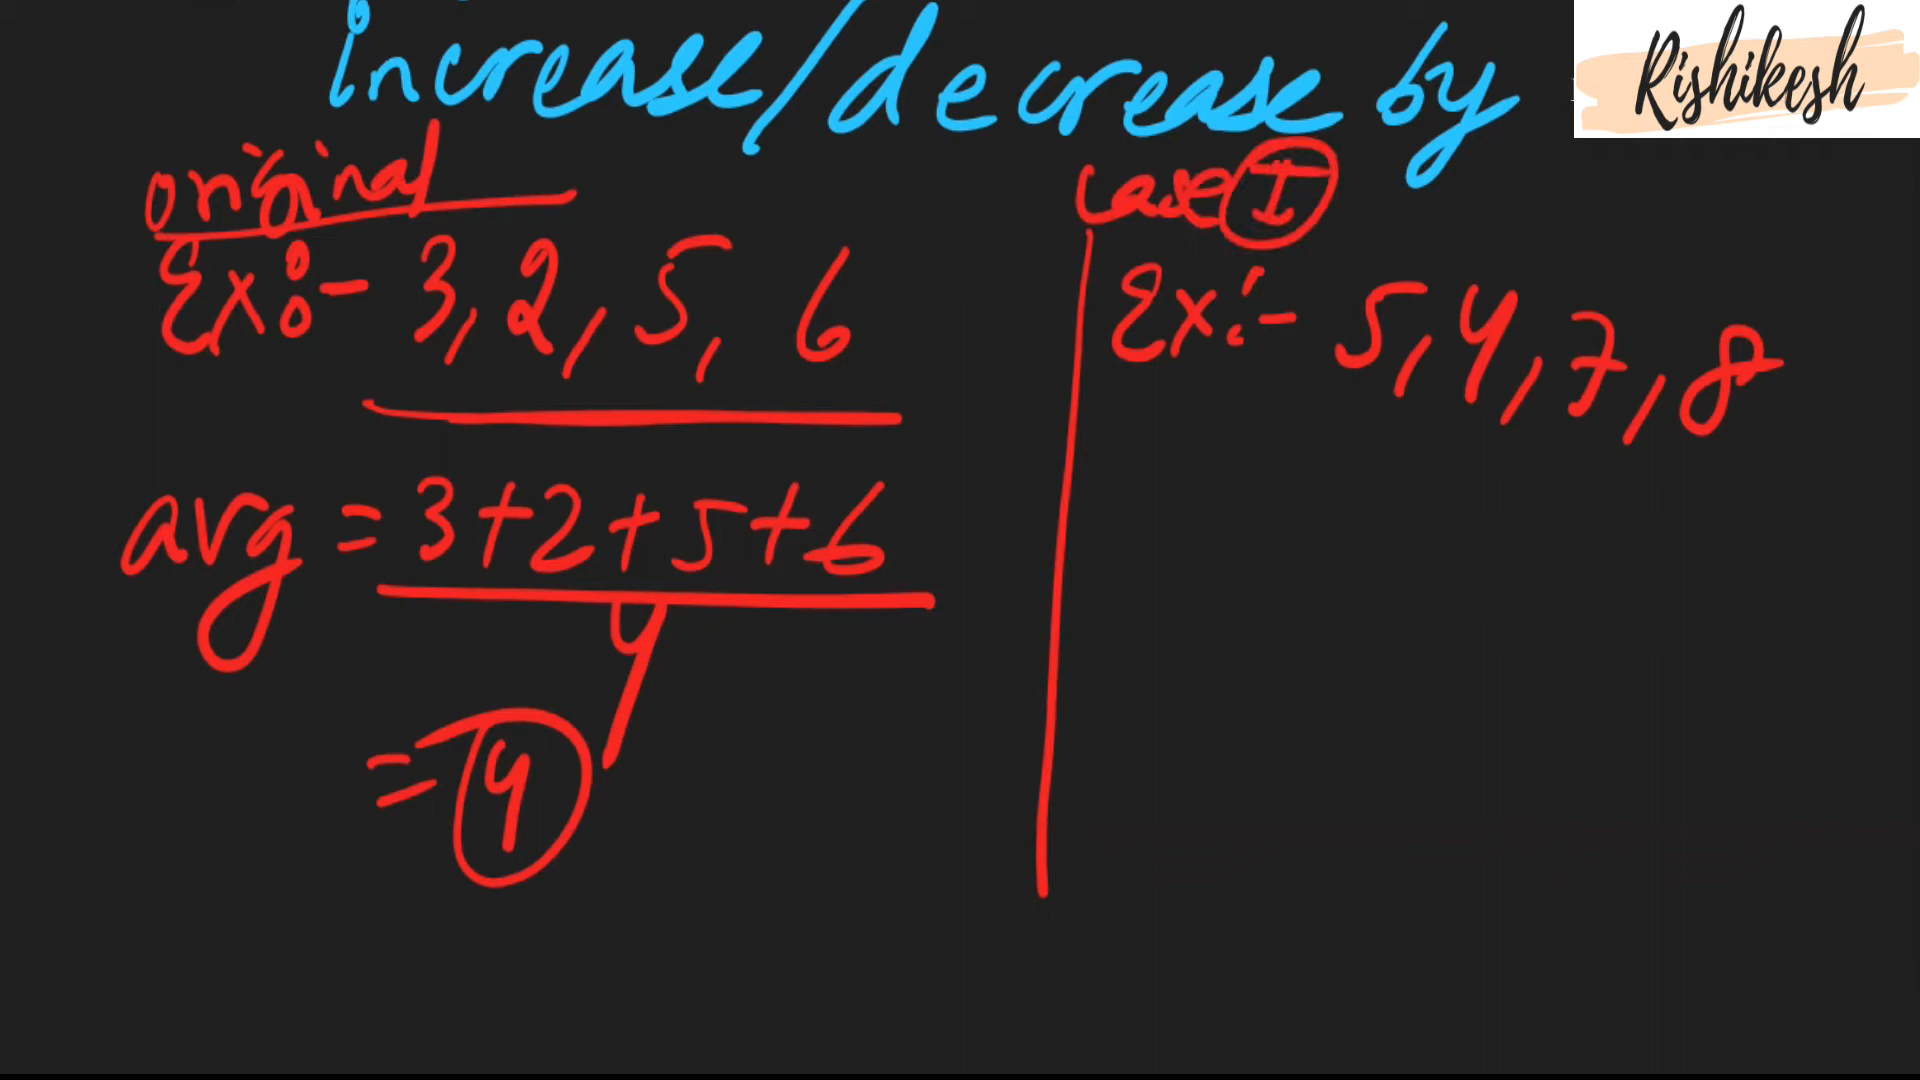 increase/decrease by
Rishikesh
original
Ex:- 3, 2, 5, 6
avg = 3+2+5+6
4
= 4
case I
Ex:- 5, 4, 7, 8